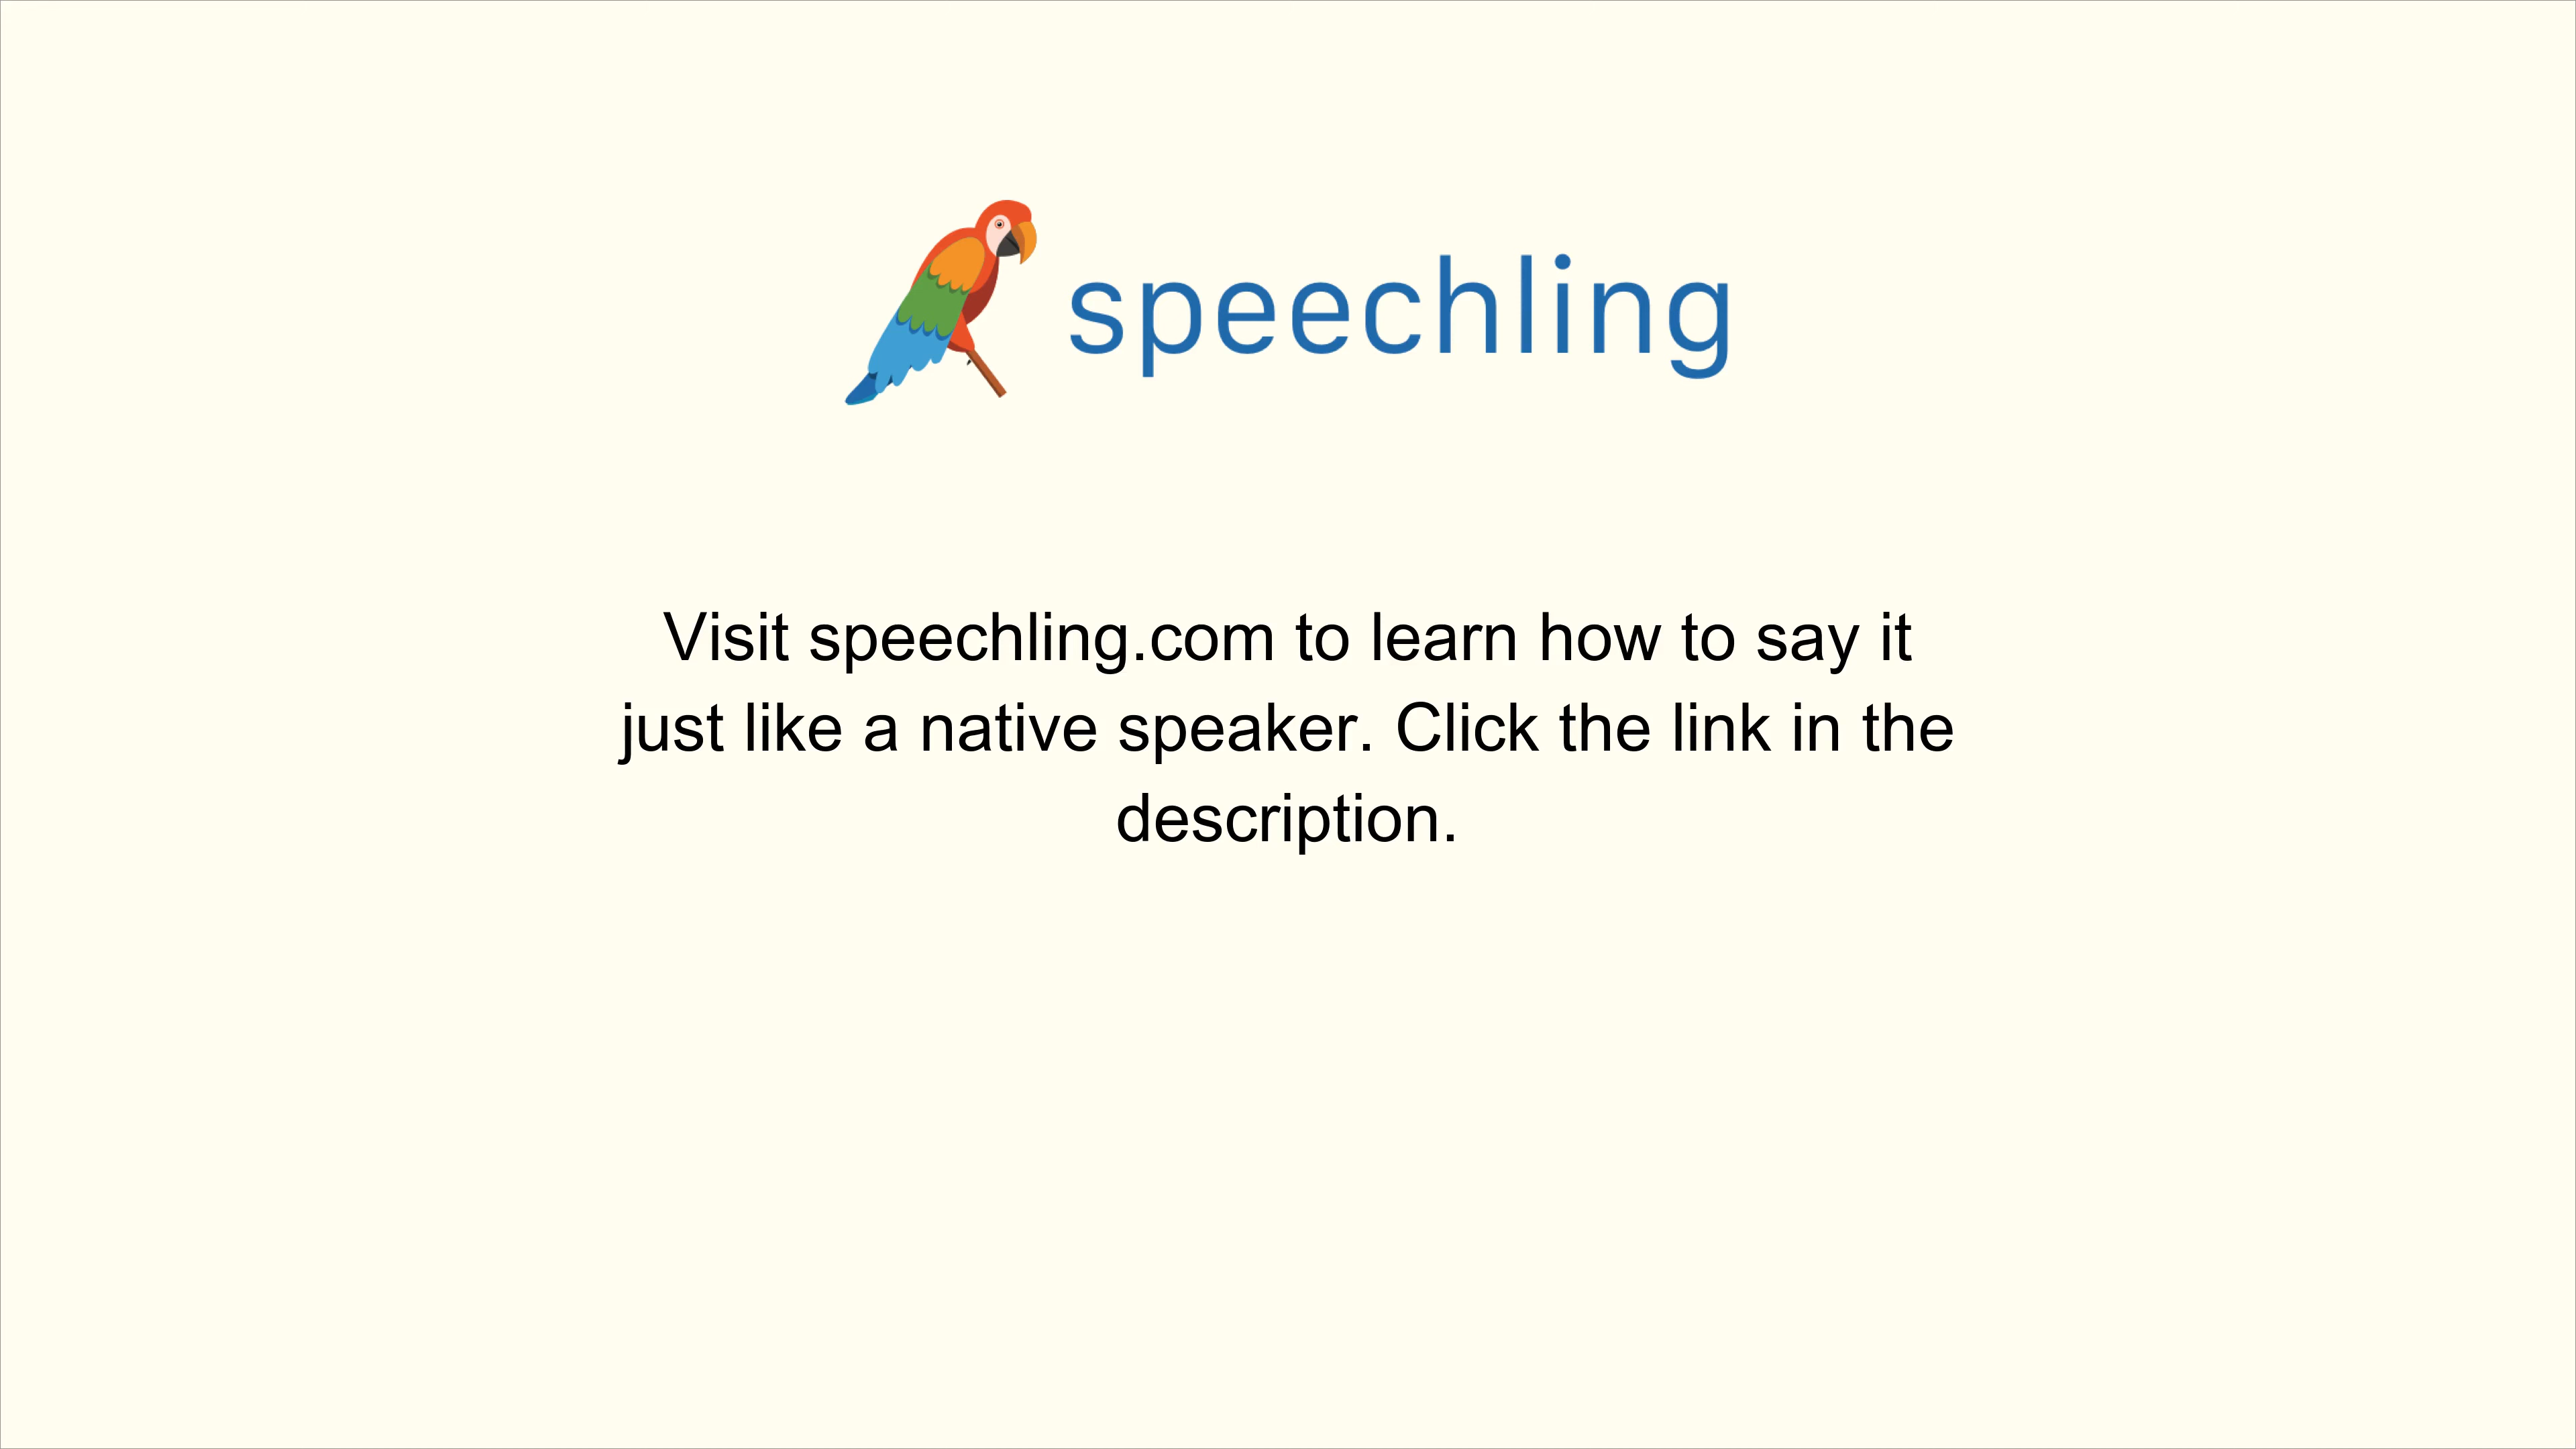 speechling
Visit speechling.com to learn how to say it
just like a native speaker. Click the link in the
description.